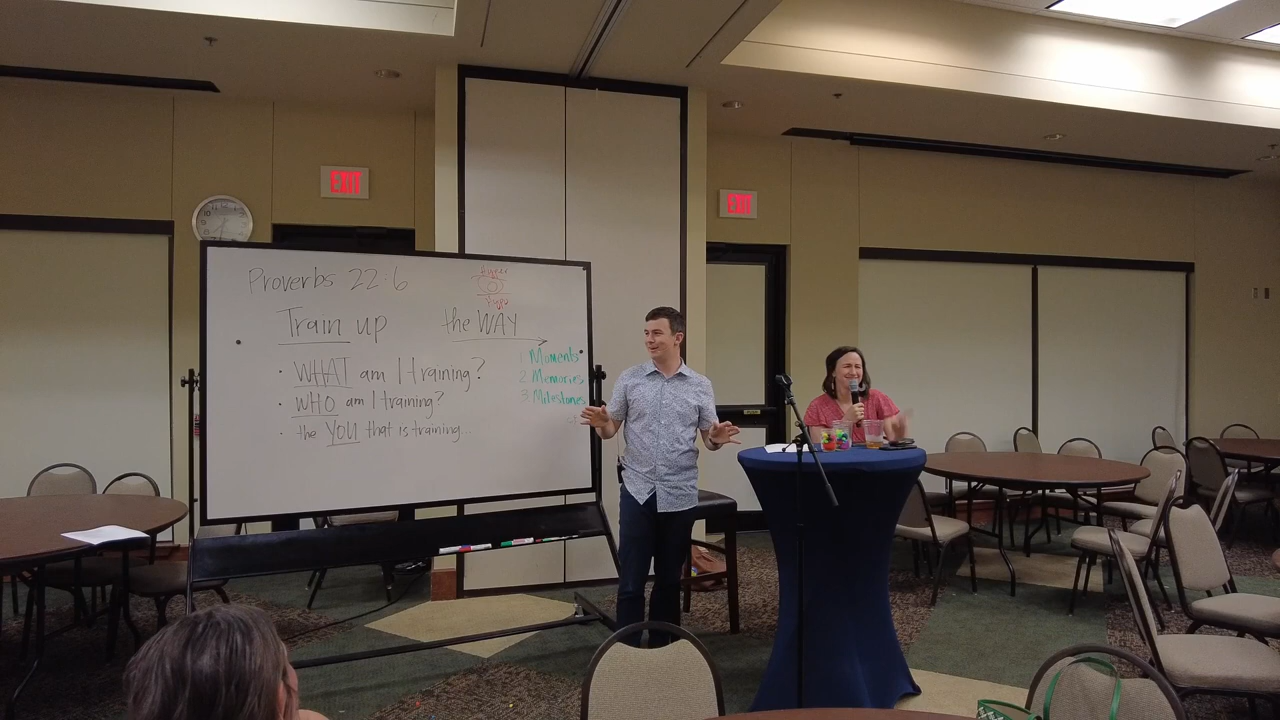 EXIT
EXIT
Proverbs 22:6
Train up the WAY
1 Moments
2 Memories
3 Milestones
· WHAT am I training?
· WHO am I training?
· the YOU that is training...